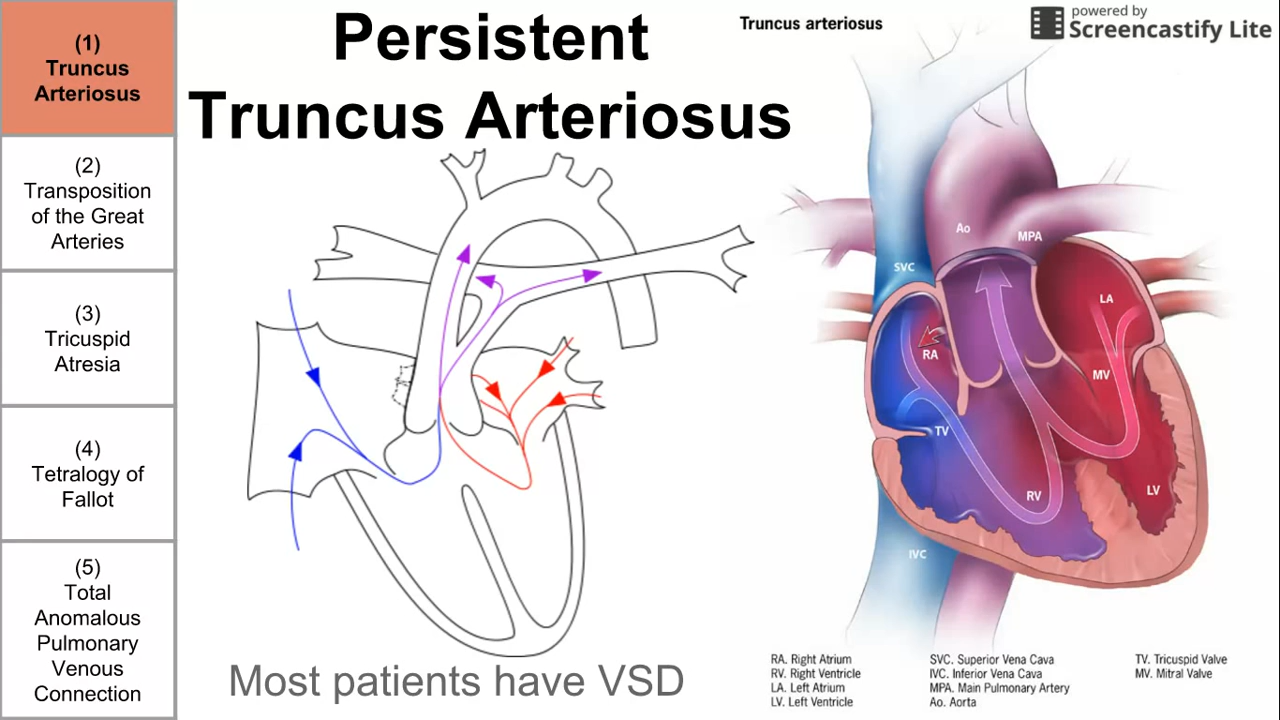 (1)
Truncus
Arteriosus
(2)
Transposition
of the Great
Arteries
(3)
Tricuspid
Atresia
(4)
Tetralogy of
Fallot
(5)
Total
Anomalous
Pulmonary
Venous
Connection
Persistent
Truncus Arteriosus
Most patients have VSD
Truncus arteriosus
powered by
Screencastify Lite
Ao
MPA
SVC
LA
RA
MV
TV
RV
LV
IVC
RA. Right Atrium
RV. Right Ventricle
LA. Left Atrium
LV. Left Ventricle
SVC. Superior Vena Cava
IVC. Inferior Vena Cava
MPA. Main Pulmonary Artery
Ao. Aorta
TV. Tricuspid Valve
MV. Mitral Valve